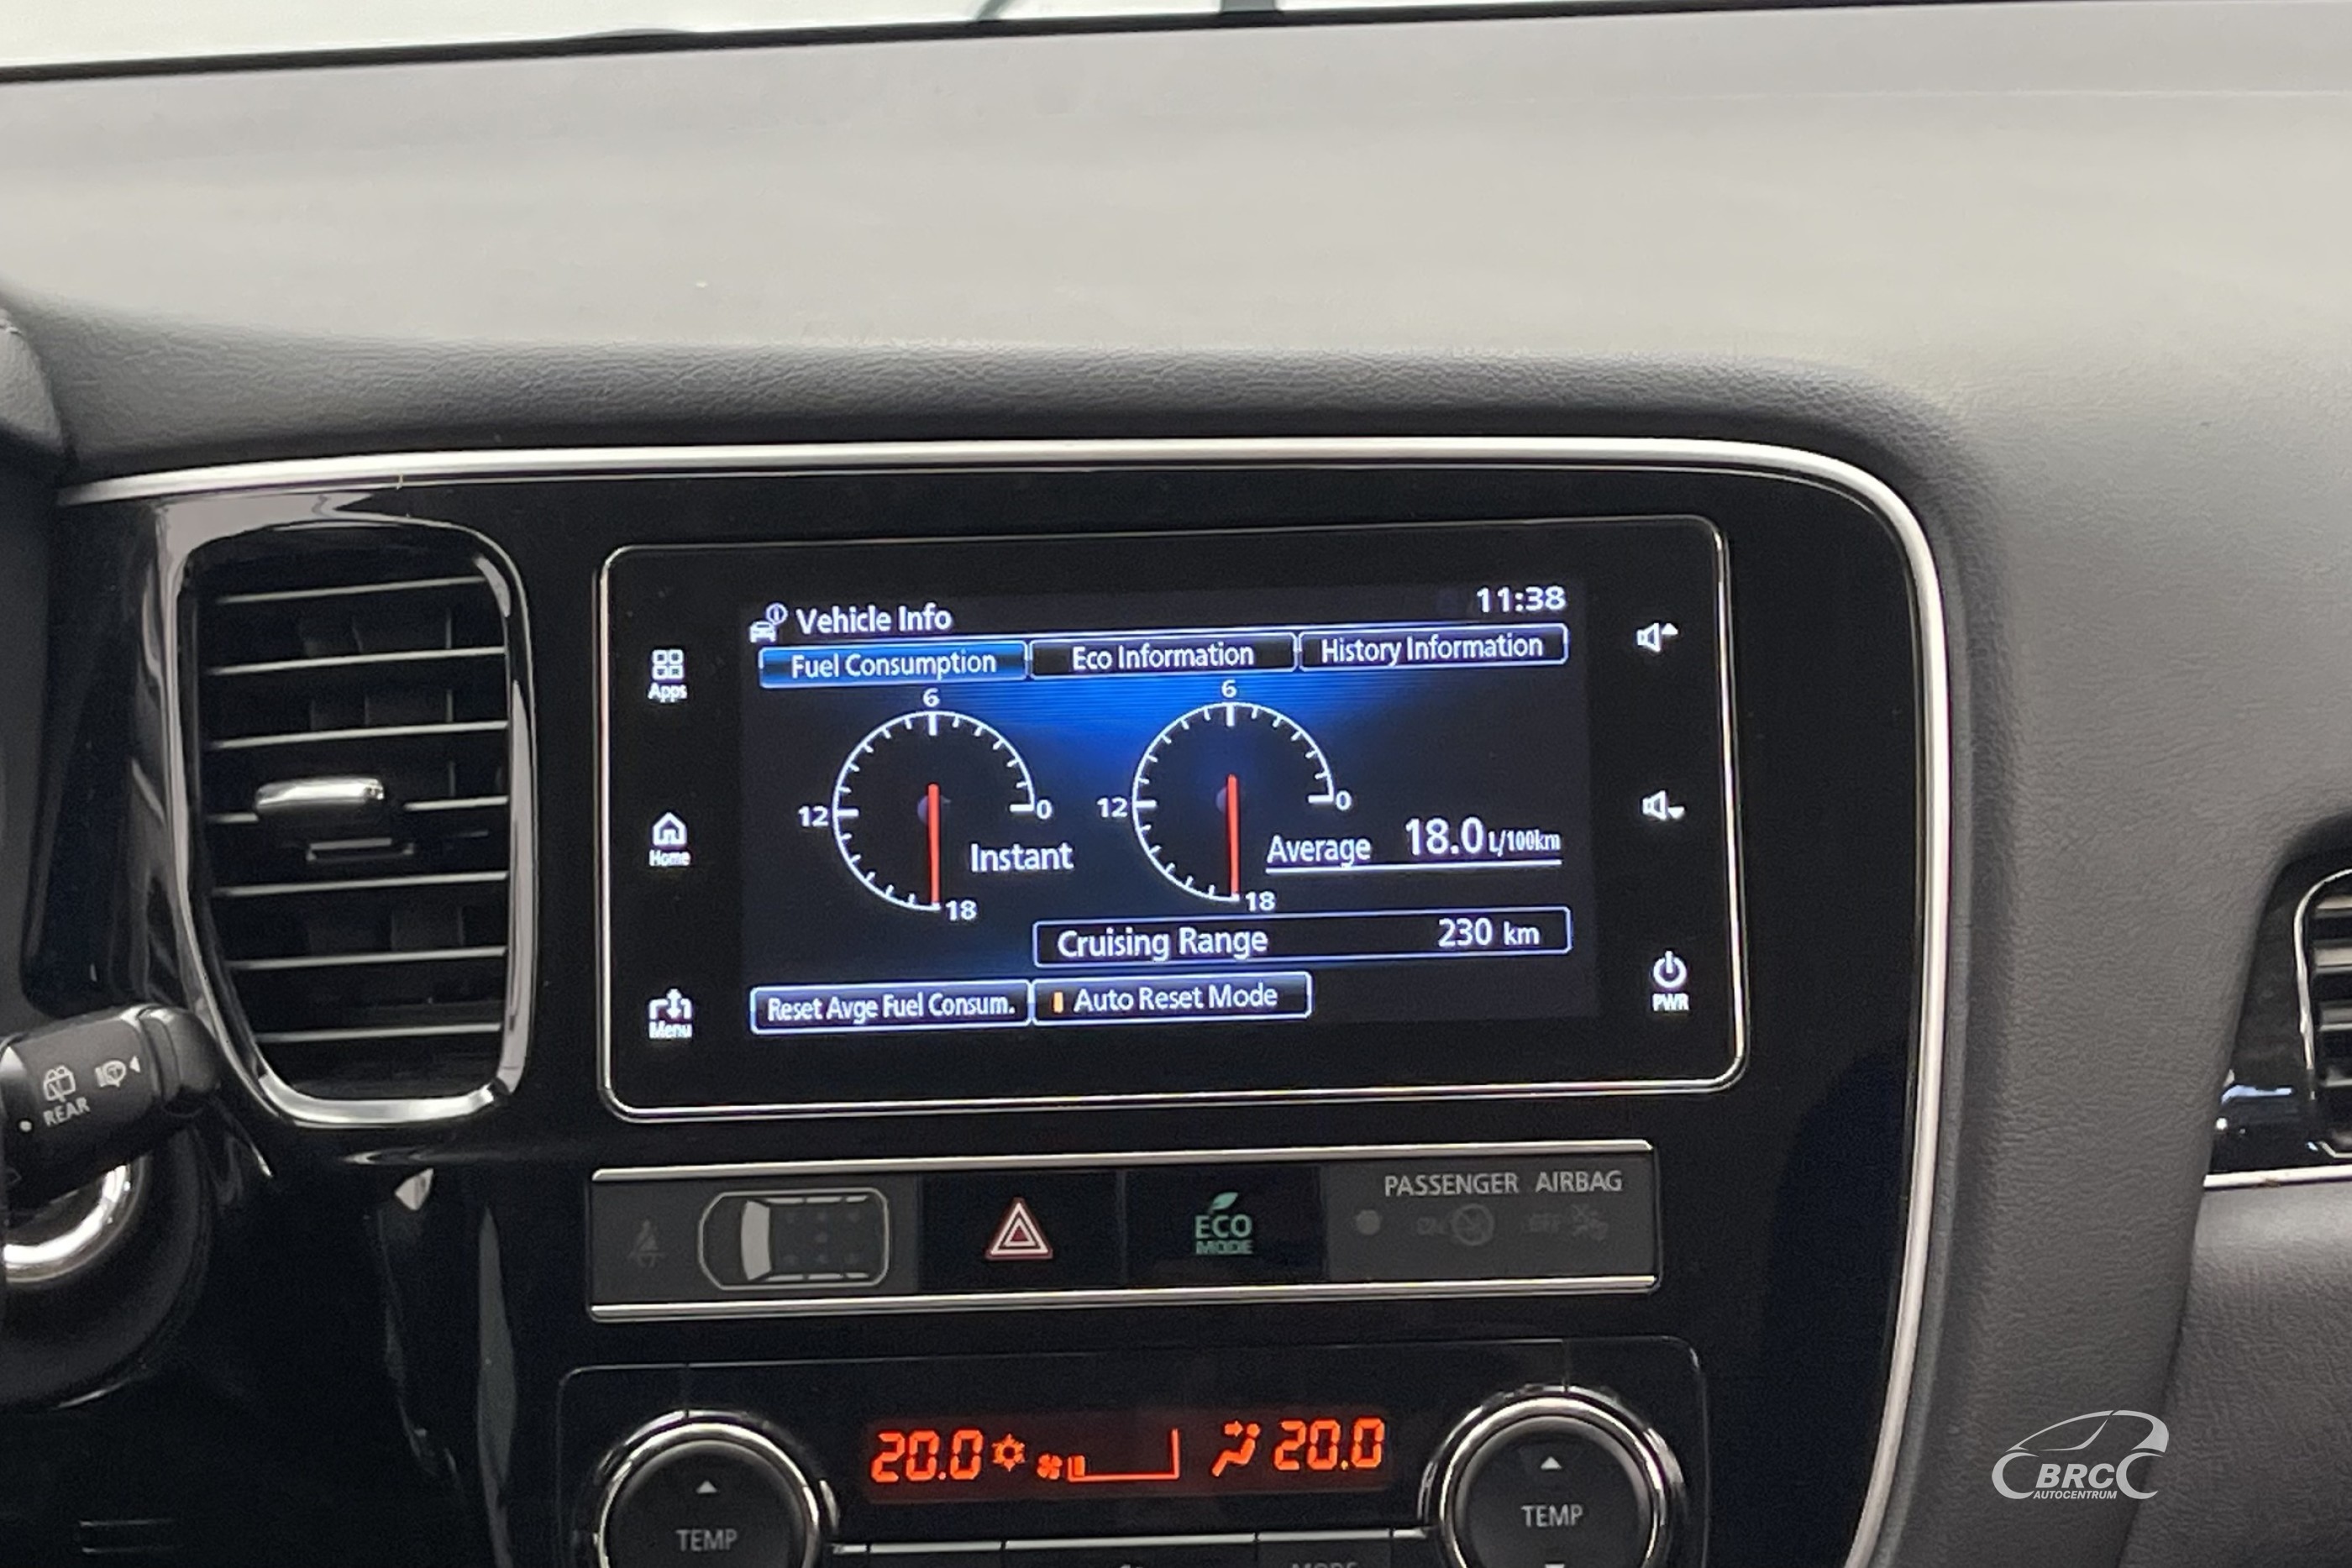 11:38
Vehicle Info
Fuel Consumption
Eco Information
History Information
Apps
6
6
12
0
12
0
Instant
Average
18.0 L/100km
Home
18
18
Cruising Range
230 km
PWR
Reset Avge Fuel Consum.
Auto Reset Mode
Menu
REAR
PASSENGER AIRBAG
ECO
MODE
OFF
20.0
20.0
TEMP
TEMP
MODE
BRC
AUTOCENTRUM